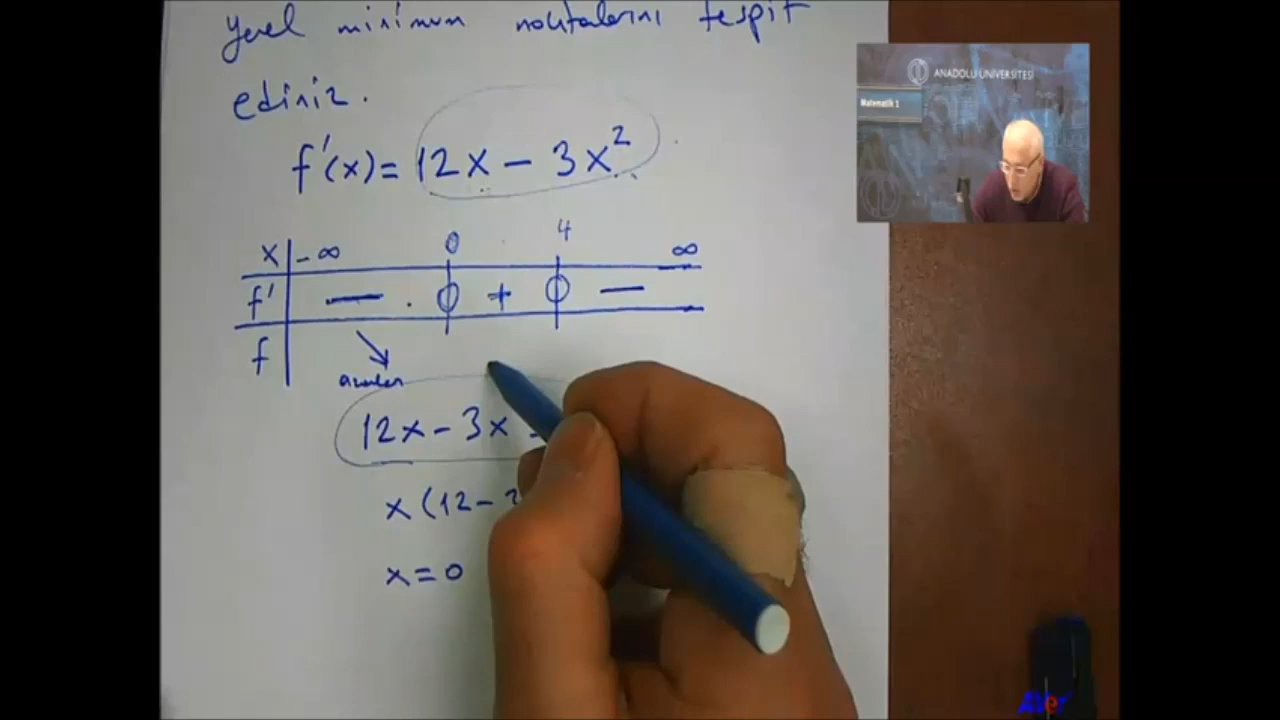 yerel minimum noktalarını tespit
ediniz.
ANADOLU ÜNİVERSİTESİ
Matematik 1
f'(x) = 12x - 3x²
x -∞ 0 4 ∞
f' - 0 + 0 -
f ↘
azalan
12x - 3x
x (12 -
x = 0
AVer